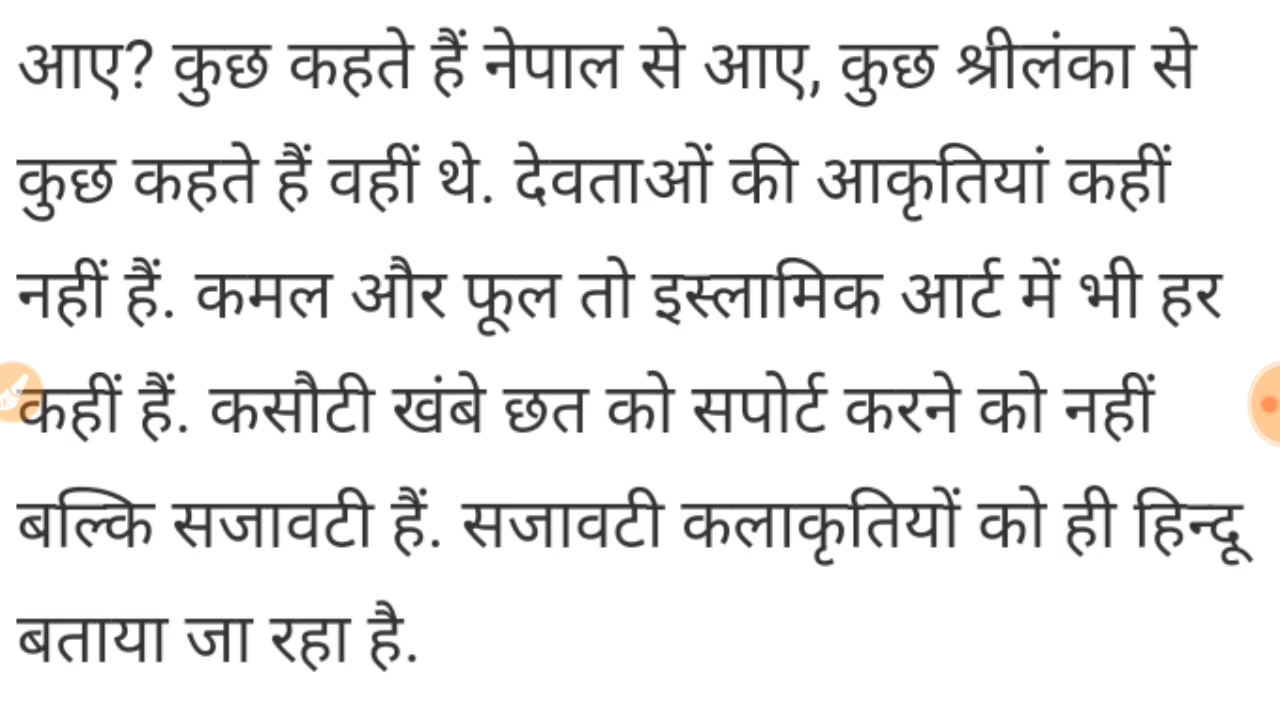 आए? कुछ कहते हैं नेपाल से आए, कुछ श्रीलंका से
कुछ कहते हैं वहीं थे. देवताओं की आकृतियां कहीं
नहीं हैं. कमल और फूल तो इस्लामिक आर्ट में भी हर
कहीं हैं. कसौटी खंबे छत को सपोर्ट करने को नहीं
बल्कि सजावटी हैं. सजावटी कलाकृतियों को ही हिन्दू
बताया जा रहा है.